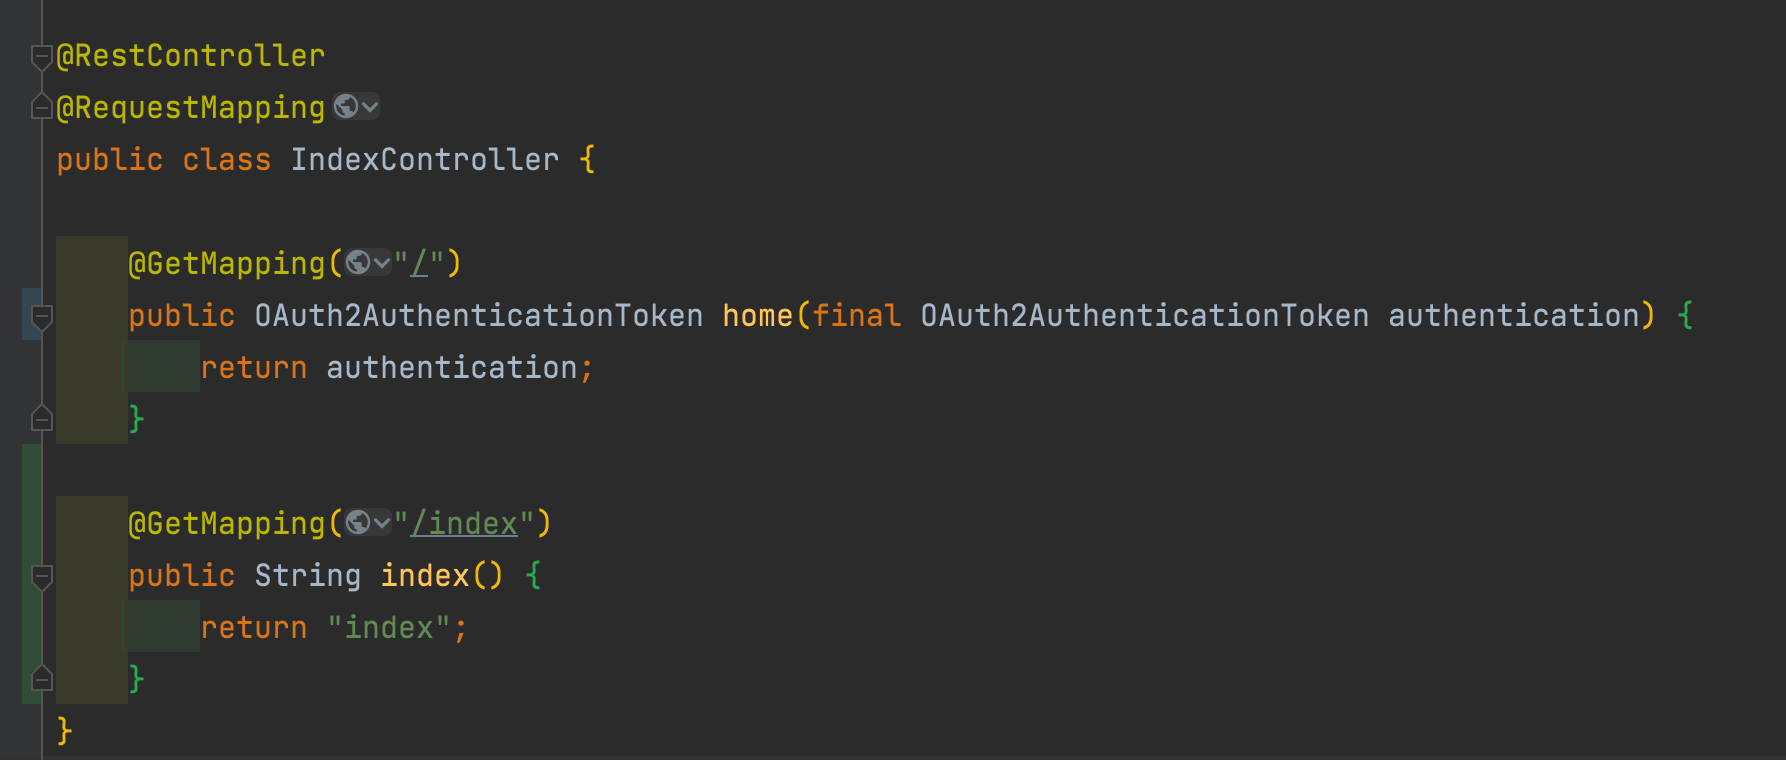 @RestController
@RequestMapping
public class IndexController {
@GetMapping("/")
public OAuth2AuthenticationToken home(final OAuth2AuthenticationToken authentication) {
return authentication;
}
@GetMapping("/index")
public String index() {
return "index";
}
}